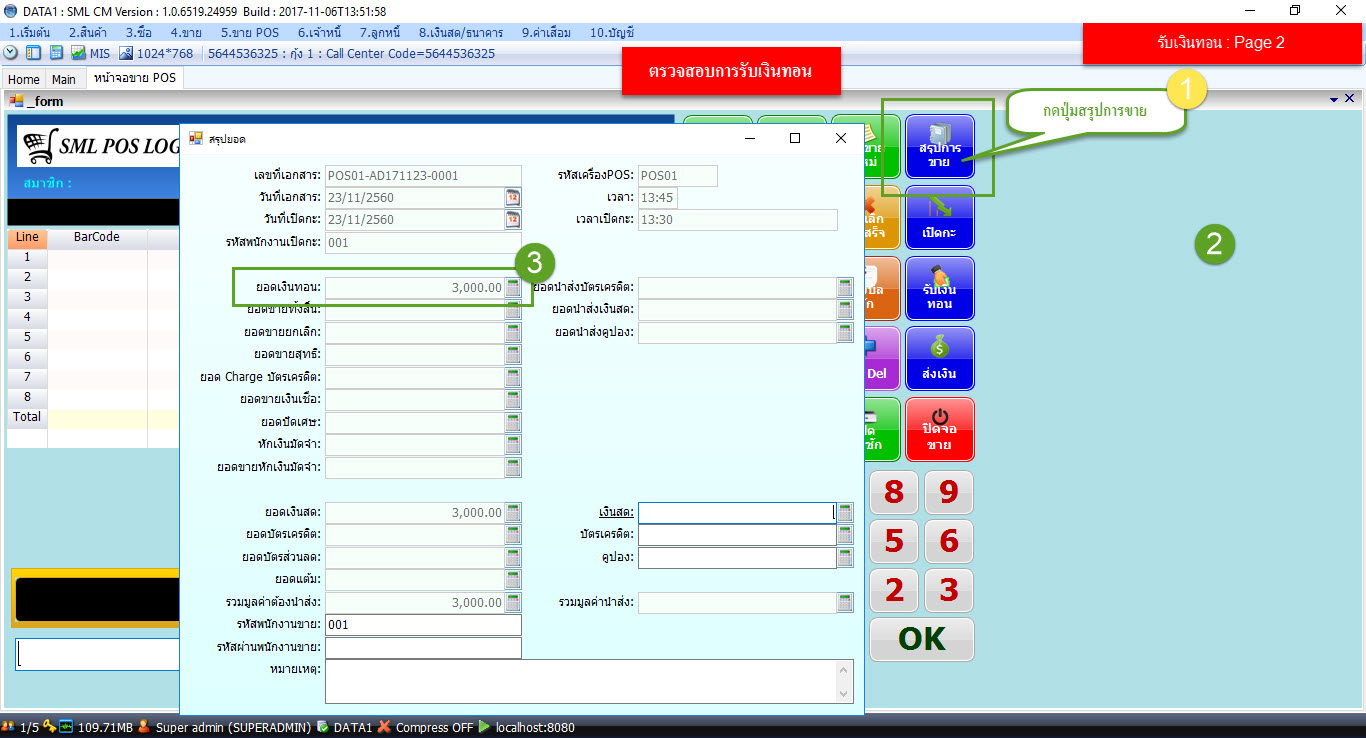 DATA1 : SML CM Version : 1.0.6519.24959 Build : 2017-11-06T13:51:58
1.เริ่มต้น 2.สินค้า 3.ซื้อ 4.ขาย 5.ขาย POS 6.เจ้าหนี้ 7.ลูกหนี้ 8.เงินสด/ธนาคาร 9.ค่าเสื่อม 10.บัญชี
รับเงินทอน : Page 2
MIS 1024*768 5644536325 : กุ้ง 1 : Call Center Code=5644536325
ตรวจสอบการรับเงินทอน
Home Main หน้าจอขาย POS
1
_form
กดปุ่มสรุปการขาย
SML POS LOG
สมาชิก :
สรุปยอด
สรุปการ
ขาย
เลขที่เอกสาร: POS01-AD171123-0001 รหัสเครื่องPOS: POS01
วันที่เอกสาร: 23/11/2560 12 เวลา: 13:45
วันที่เปิดกะ: 23/11/2560 12 เวลาเปิดกะ: 13:30
รหัสพนักงานเปิดกะ: 001
เปิดกะ
2
3
Line BarCode
1
2
3
4
5
6
7
8
Total
ยอดเงินทอน: 3,000.00 ยอดนำส่งบัตรเครดิต:
ยอดขายทั้งสิ้น: ยอดนำส่งเงินสด:
ยอดขายยกเลิก: ยอดนำส่งคูปอง:
ยอดขายสุทธิ:
ยอด Charge บัตรเครดิต:
ยอดขายเงินเชื่อ:
ยอดปัดเศษ:
หักเงินมัดจำ:
ยอดขายหักเงินมัดจำ:
รับเงิน
ทอน
Del ส่งเงิน
ปิดจอ
ขาย
ยอดเงินสด: 3,000.00 เงินสด:
ยอดบัตรเครดิต: บัตรเครดิต:
ยอดบัตรส่วนลด: คูปอง:
ยอดแต้ม:
รวมมูลค่าต้องนำส่ง: 3,000.00 รวมมูลค่านำส่ง:
รหัสพนักงานขาย: 001
รหัสผ่านพนักงานขาย:
หมายเหตุ:
8 9
5 6
2 3
OK
1/5 109.71MB Super admin (SUPERADMIN) DATA1 Compress OFF localhost:8080